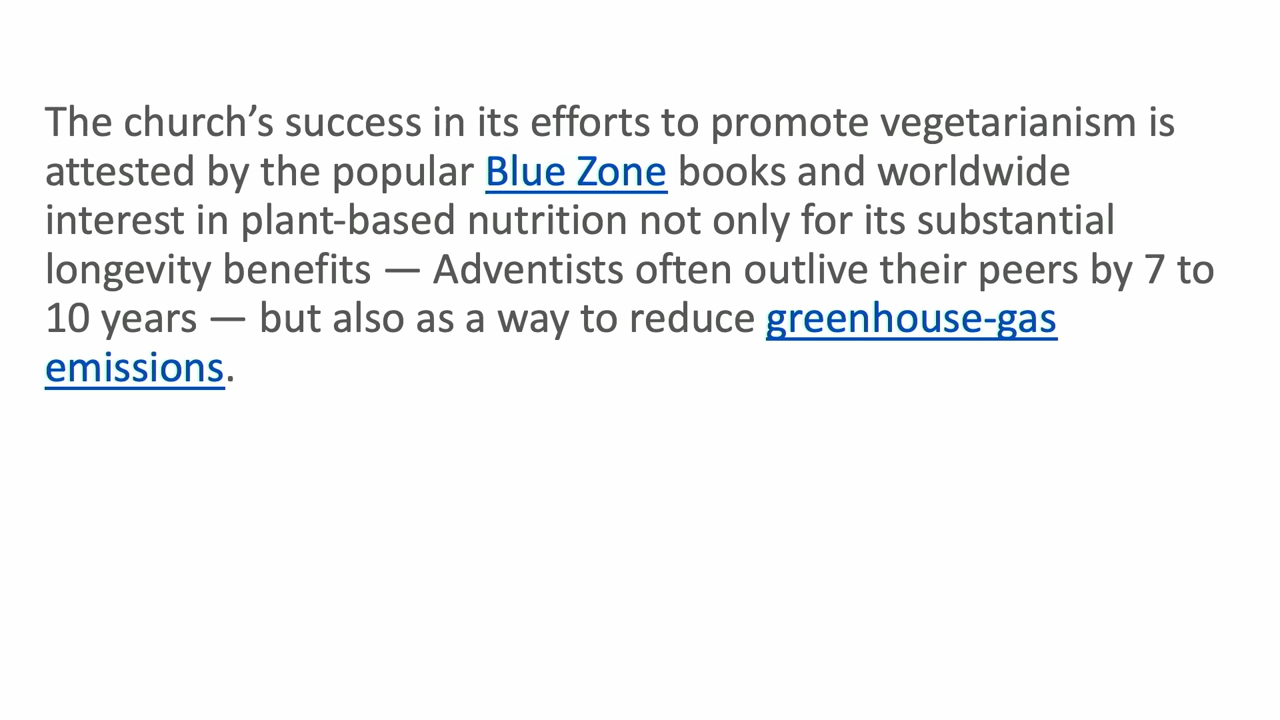 The church’s success in its efforts to promote vegetarianism is
attested by the popular Blue Zone books and worldwide
interest in plant-based nutrition not only for its substantial
longevity benefits — Adventists often outlive their peers by 7 to
10 years — but also as a way to reduce greenhouse-gas
emissions.